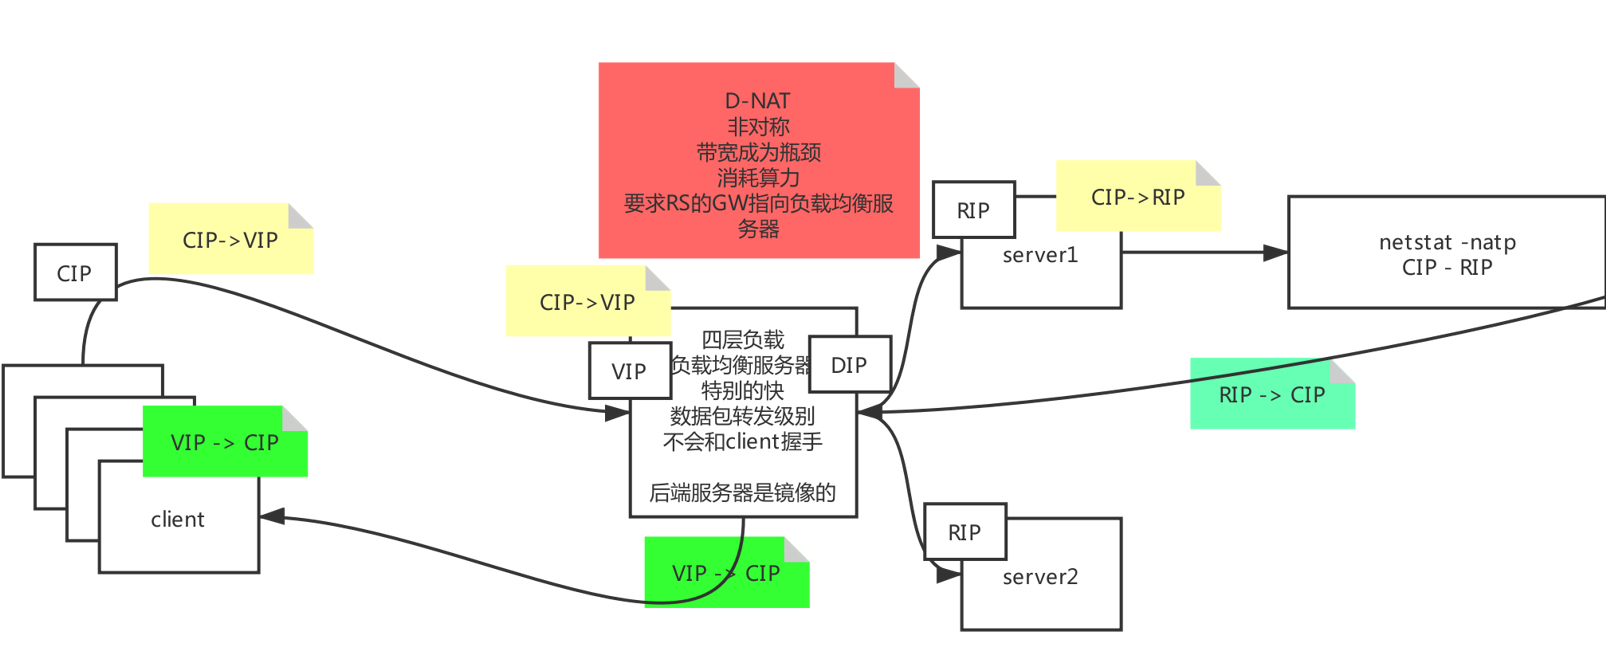 D-NAT
非对称
带宽成为瓶颈
消耗算力
要求RS的GW指向负载均衡服
务器
CIP->VIP
CIP
CIP->VIP
VIP
四层负载
负载均衡服务器
特别的快
数据包转发级别
不会和client握手
后端服务器是镜像的
DIP
RIP
CIP->RIP
server1
netstat -natp
CIP - RIP
RIP -> CIP
VIP -> CIP
client
VIP -> CIP
RIP
server2